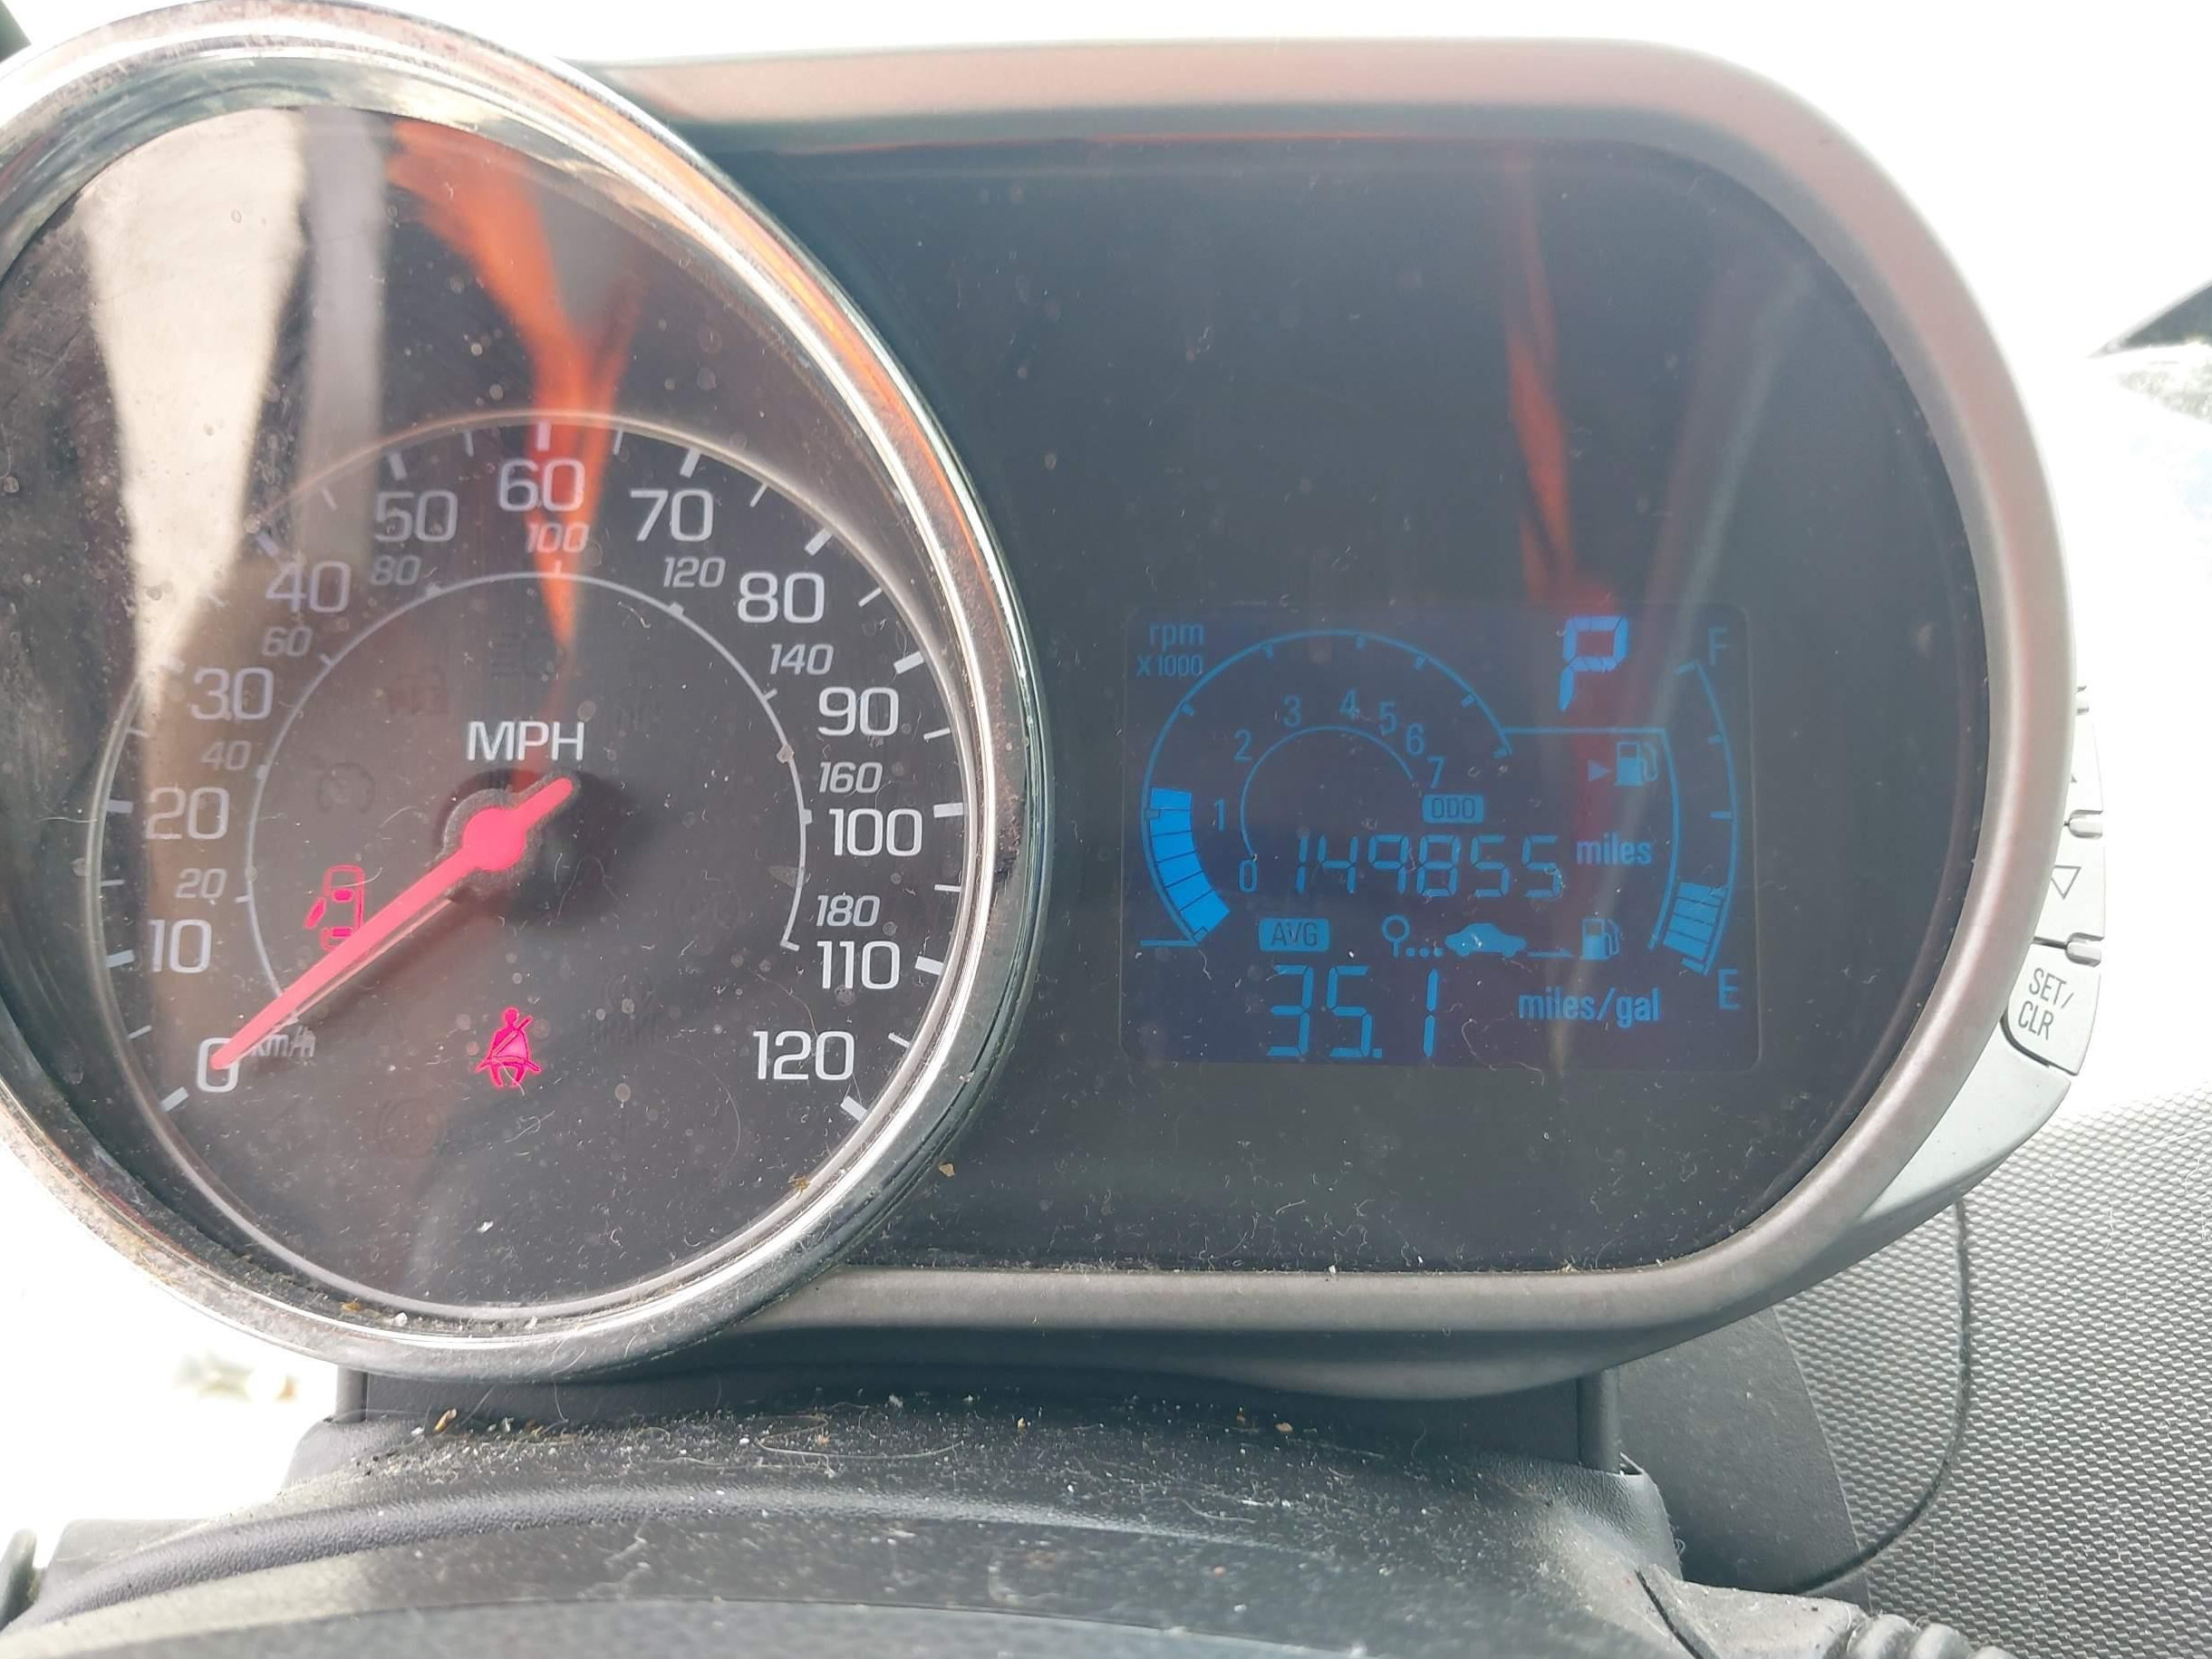 60
50 70
100
40 80 120 80
60 140
30 90
MPH
40 160
20 100
20 180
10 110
0 km/h 120
rpm P F
X1000
3 4 5
2 6
7
1 ODO
0 149855 miles
AVG
35.1 miles/gal E
SET/
CLR